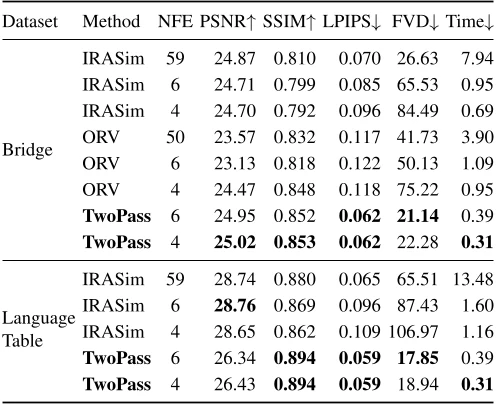 Dataset Method NFE PSNR↑ SSIM↑ LPIPS↓ FVD↓ Time↓
IRASim 59 24.87 0.810 0.070 26.63 7.94
IRASim 6 24.71 0.799 0.085 65.53 0.95
IRASim 4 24.70 0.792 0.096 84.49 0.69
ORV 50 23.57 0.832 0.117 41.73 3.90
Bridge
ORV 6 23.13 0.818 0.122 50.13 1.09
ORV 4 24.47 0.848 0.118 75.22 0.95
TwoPass 6 24.95 0.852 0.062 21.14 0.39
TwoPass 4 25.02 0.853 0.062 22.28 0.31
IRASim 59 28.74 0.880 0.065 65.51 13.48
IRASim 6 28.76 0.869 0.096 87.43 1.60
Language
Table
IRASim 4 28.65 0.862 0.109 106.97 1.16
TwoPass 6 26.34 0.894 0.059 17.85 0.39
TwoPass 4 26.43 0.894 0.059 18.94 0.31